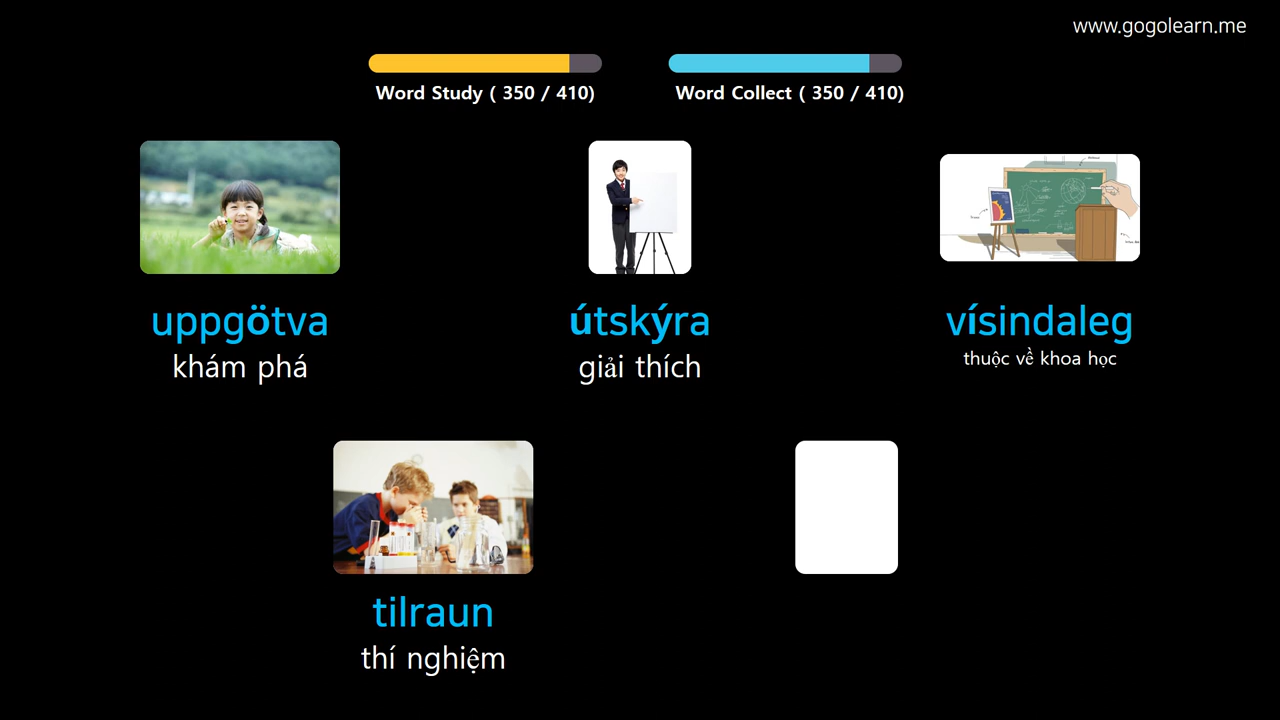 www.gogolearn.me
Word Study ( 350 / 410)
Word Collect ( 350 / 410)
uppgötva
khám phá
útskýra
giải thích
vísindaleg
thuộc về khoa học
tilraun
thí nghiệm